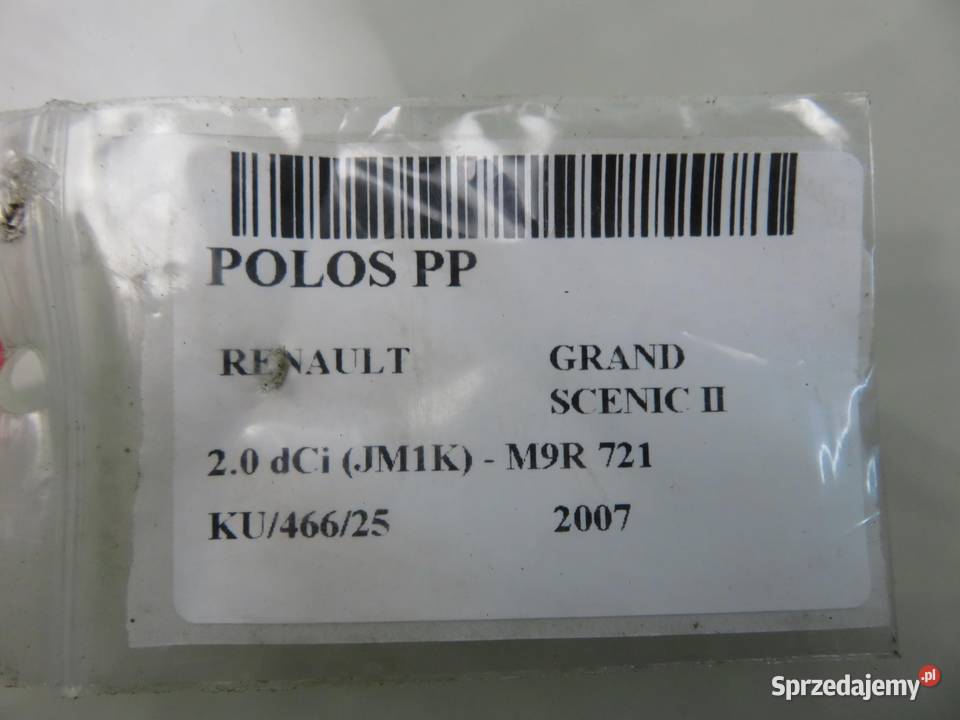 POLOS PP
RENAULT GRAND
SCENIC II
2.0 dCi (JM1K) - M9R 721
KU/466/25 2007
Sprzedajemy.pl